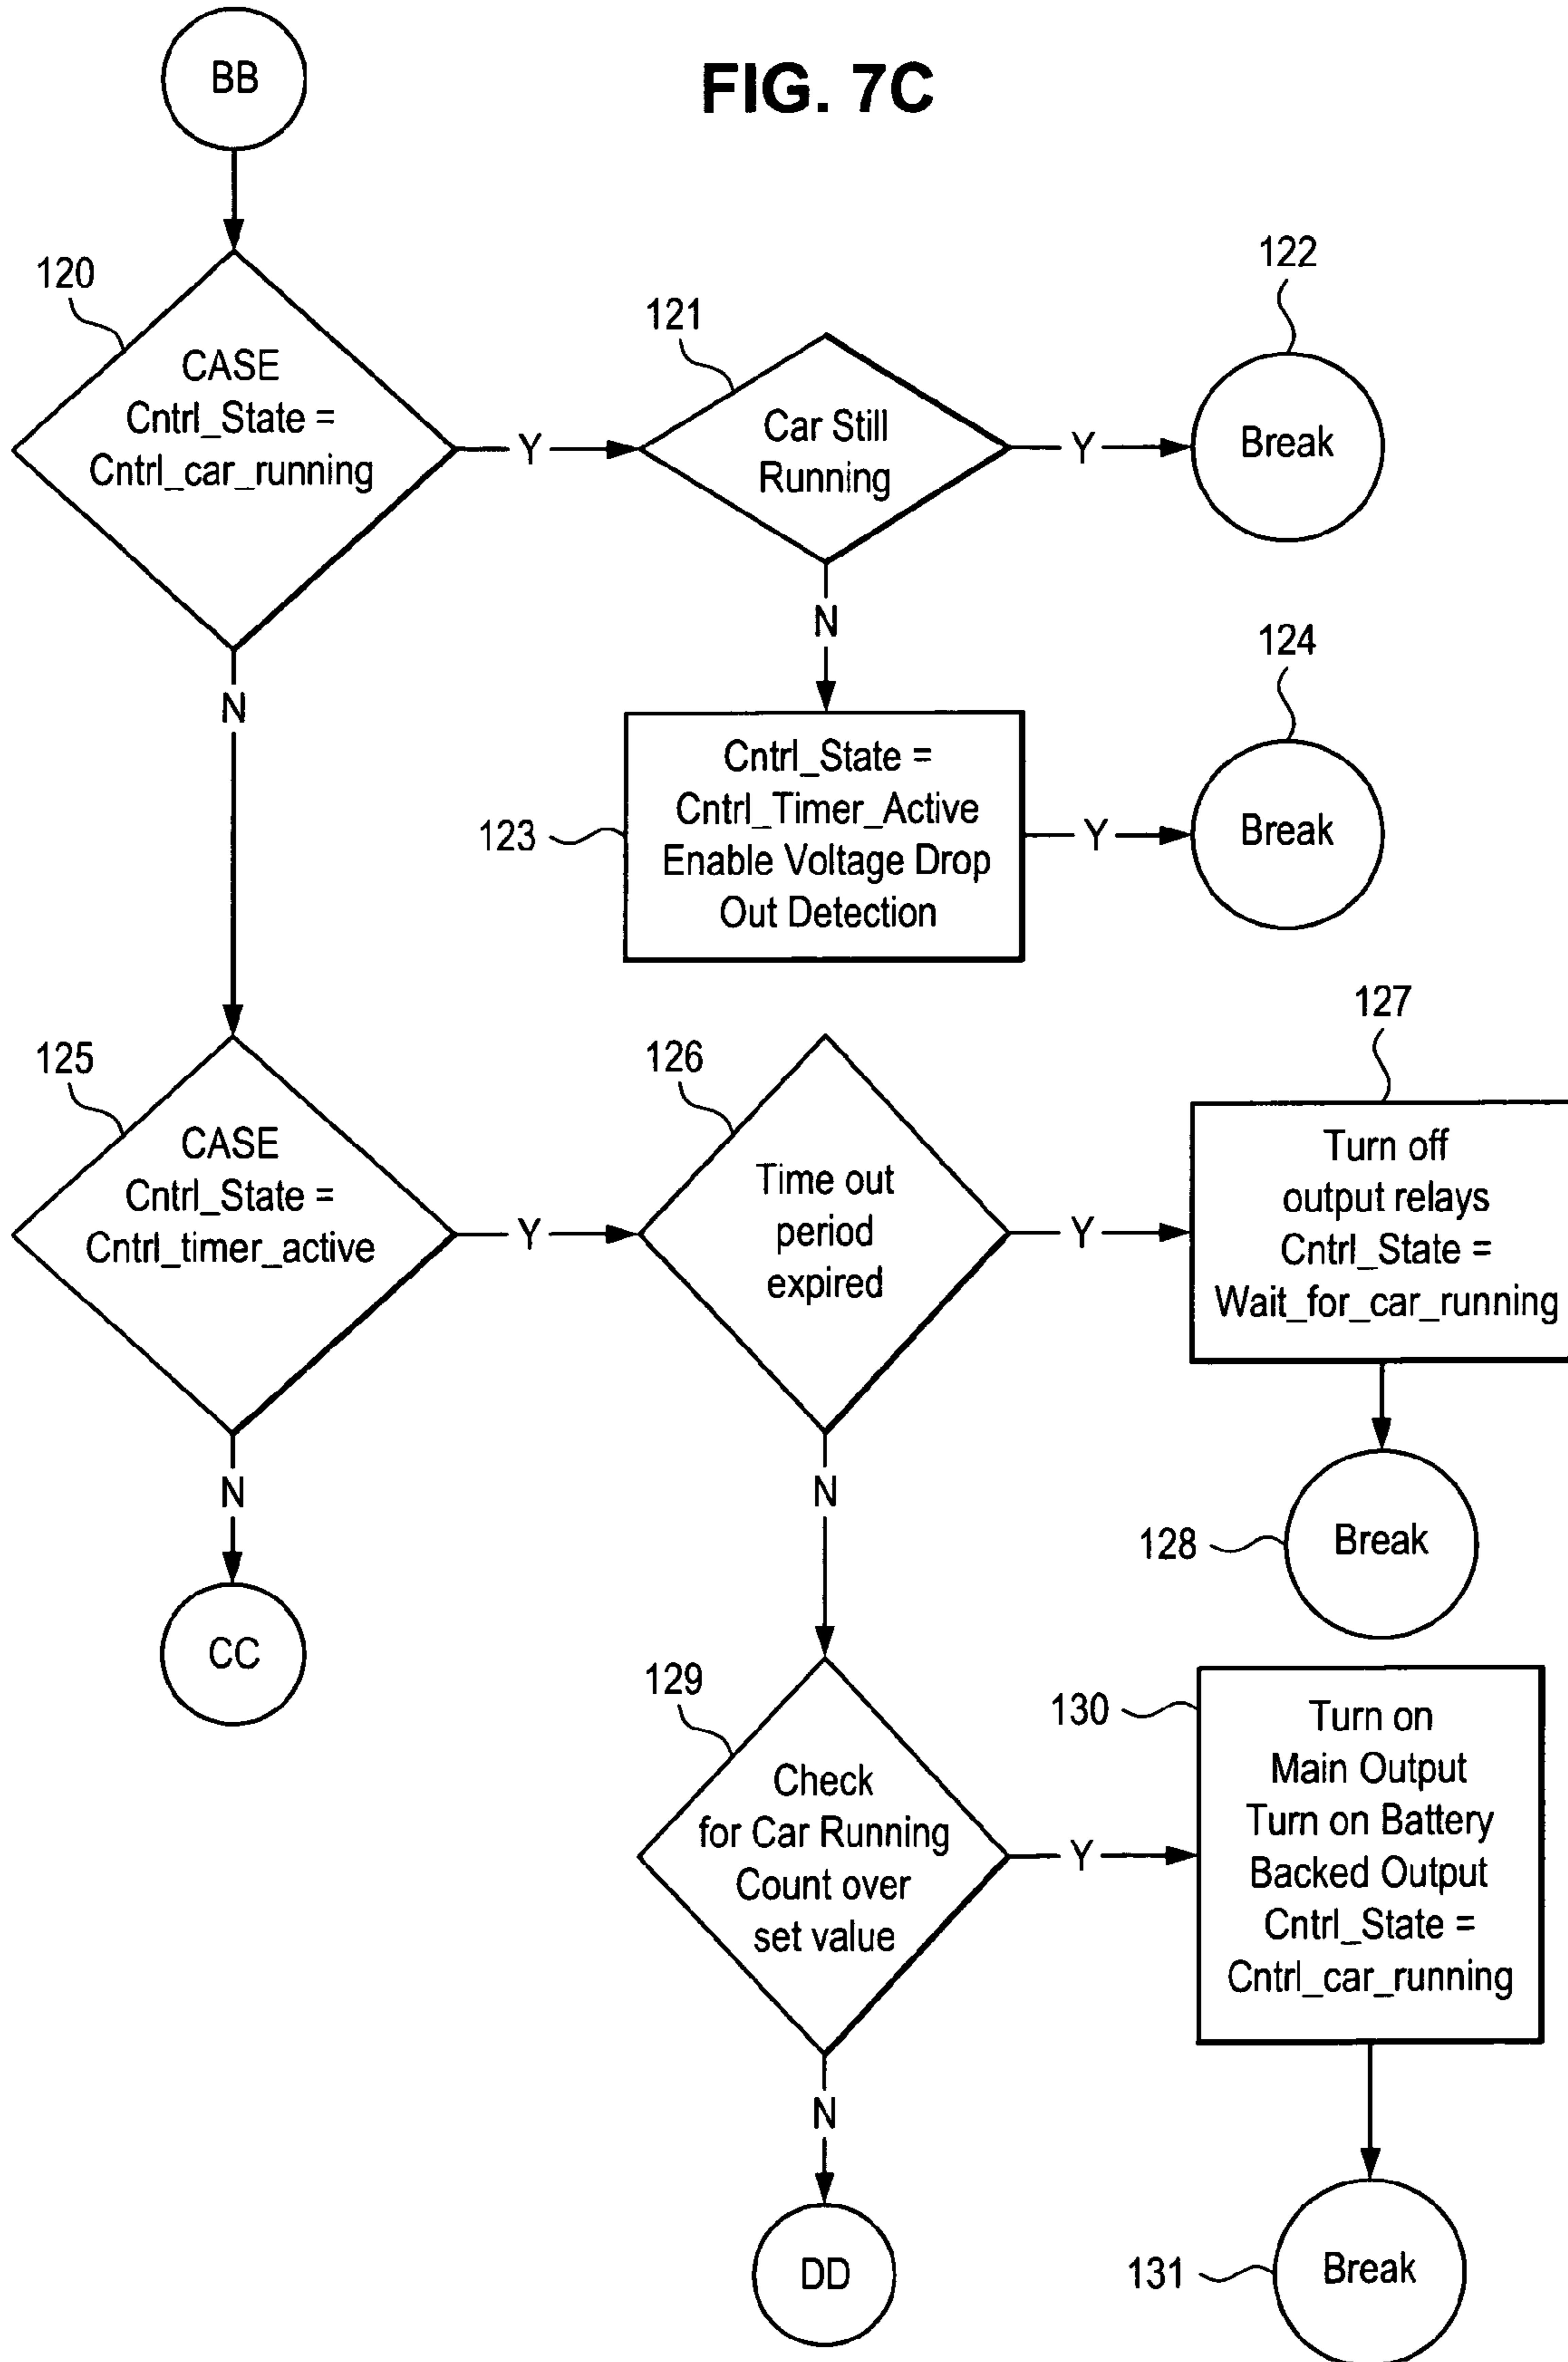 FIG. 7C
BB
120
CASE
Cntrl_State =
Cntrl_car_running
Y
121
Car Still
Running
Y
122
Break
N
N
123
Cntrl_State =
Cntrl_Timer_Active
Enable Voltage Drop
Out Detection
Y
124
Break
125
CASE
Cntrl_State =
Cntrl_timer_active
Y
126
Time out
period
expired
Y
127
Turn off
output relays
Cntrl_State =
Wait_for_car_running
128
Break
N
CC
N
129
Check
for Car Running
Count over
set value
Y
130
Turn on
Main Output
Turn on Battery
Backed Output
Cntrl_State =
Cntrl_car_running
N
DD
131
Break